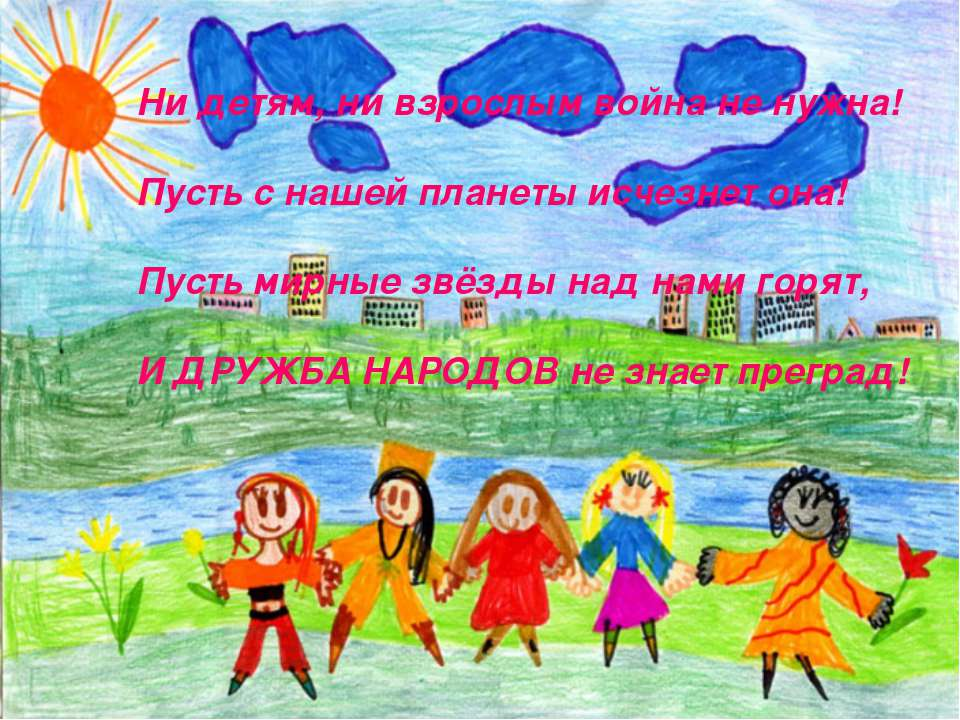 Ни детям, ни взрослым война не нужна!
Пусть с нашей планеты исчезнет она!
Пусть мирные звёзды над нами горят,
И ДРУЖБА НАРОДОВ не знает преград!